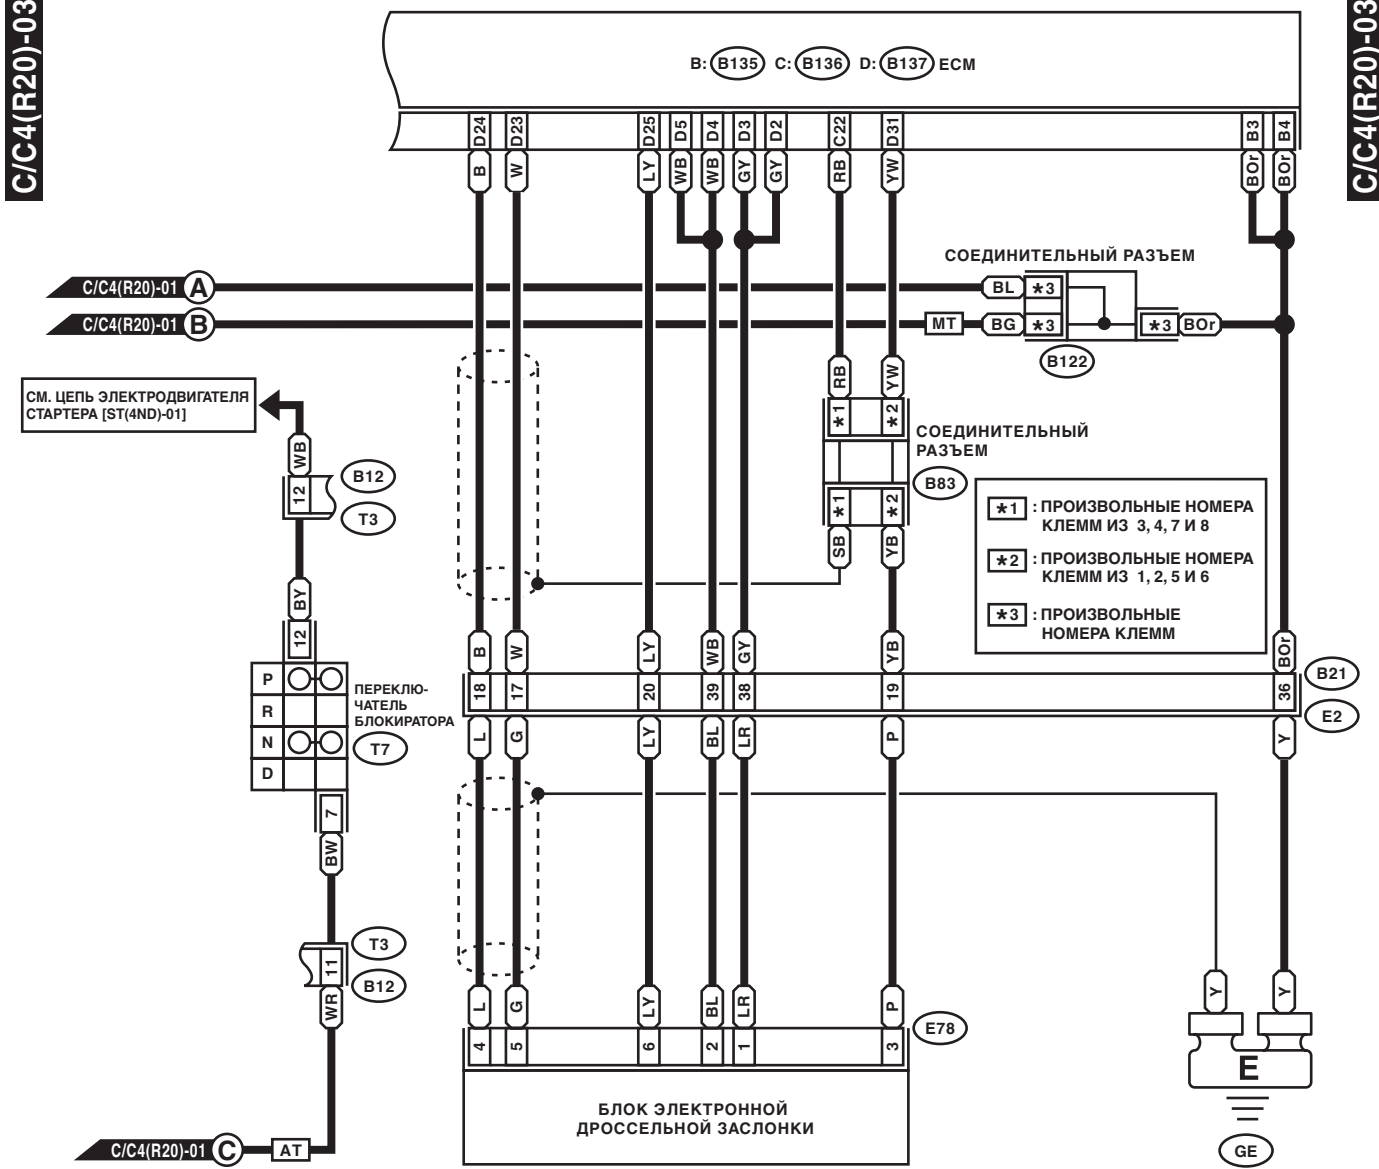 C/C4(R20)-03
C/C4(R20)-03
B: B135 C: B136 D: B137 ECM
D24 D23 D25 D5 D4 D3 D2 C22 D31 B3 B4
B W LY WB WB GY GY RB YW BOr BOr
СОЕДИНИТЕЛЬНЫЙ РАЗЪЕМ
C/C4(R20)-01 A BL *3
C/C4(R20)-01 B MT BG *3 *3 BOr
B122
СМ. ЦЕПЬ ЭЛЕКТРОДВИГАТЕЛЯ
СТАРТЕРА [ST(4ND)-01]
RB YW
*1 *2
СОЕДИНИТЕЛЬНЫЙ
РАЗЪЕМ
B83
*1 *2
SB YB
WB
12
B12
T3
BY
12
*1 : ПРОИЗВОЛЬНЫЕ НОМЕРА
КЛЕММ ИЗ 3, 4, 7 И 8
*2 : ПРОИЗВОЛЬНЫЕ НОМЕРА
КЛЕММ ИЗ 1, 2, 5 И 6
*3 : ПРОИЗВОЛЬНЫЕ
НОМЕРА КЛЕММ
B W LY WB GY YB BOr
18 17 20 39 38 19 36
B21
E2
L G LY BL LR P Y
P
R
N
D
ПЕРЕКЛЮ-
ЧАТЕЛЬ
БЛОКИРАТОРА
T7
7
BW
T3
11
B12
WR
L G LY BL LR P Y Y
4 5 6 2 1 3
E78
E
БЛОК ЭЛЕКТРОННОЙ
ДРОССЕЛЬНОЙ ЗАСЛОНКИ
GE
C/C4(R20)-01 C AT